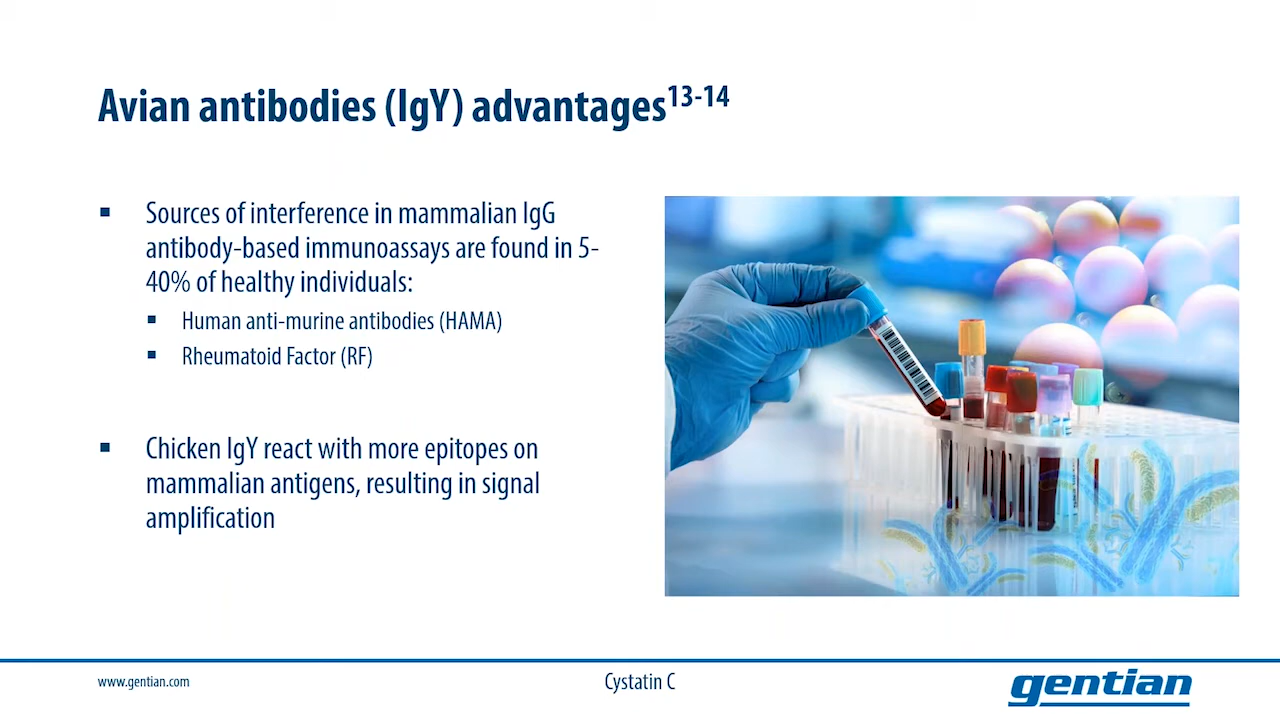 Avian antibodies (IgY) advantages13-14
▪ Sources of interference in mammalian IgG
antibody-based immunoassays are found in 5-
40% of healthy individuals:
▪ Human anti-murine antibodies (HAMA)
▪ Rheumatoid Factor (RF)
▪ Chicken IgY react with more epitopes on
mammalian antigens, resulting in signal
amplification
www.gentian.com
Cystatin C
gentian